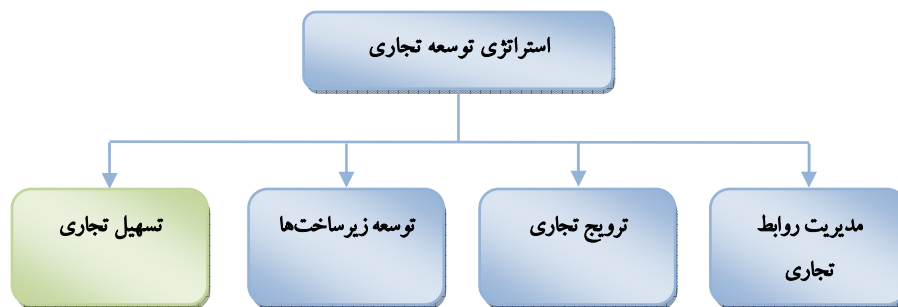 استراتژی توسعه تجاری
مدیریت روابط
تجاری
ترویج تجاری
توسعه زیرساخت‌ها
تسهیل تجاری